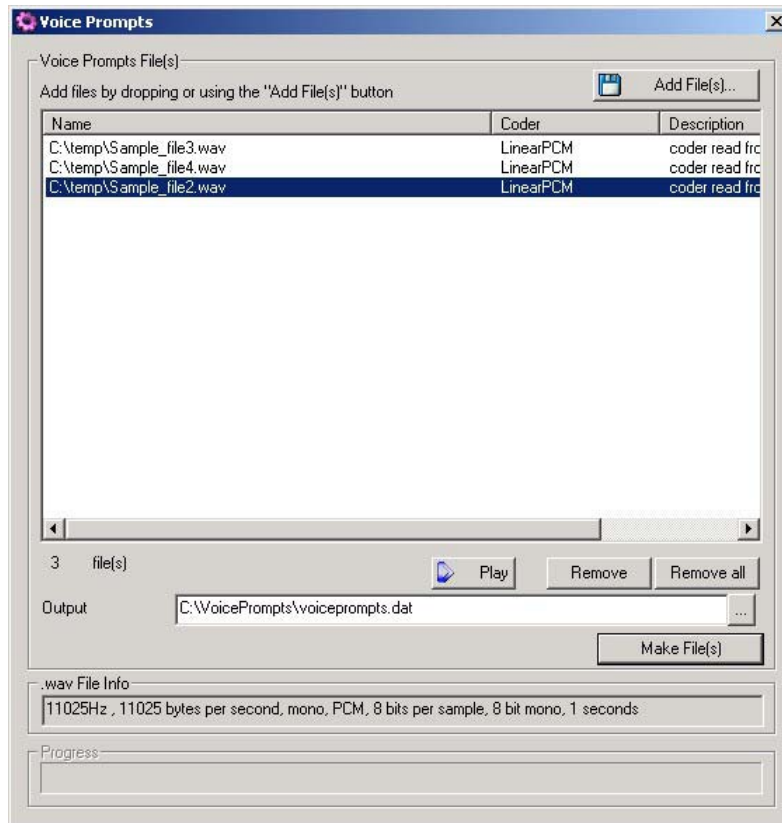 Voice Prompts
Voice Prompts File(s)
Add files by dropping or using the "Add File(s)" button
Add File(s)...
Name Coder Description
C:\temp\Sample_file3.wav LinearPCM coder read fro
C:\temp\Sample_file4.wav LinearPCM coder read fro
C:\temp\Sample_file2.wav LinearPCM coder read fro
3 file(s)
Play Remove Remove all
Output C:\VoicePrompts\voiceprompts.dat ...
Make File(s)
.wav File Info
11025Hz , 11025 bytes per second, mono, PCM, 8 bits per sample, 8 bit mono, 1 seconds
Progress